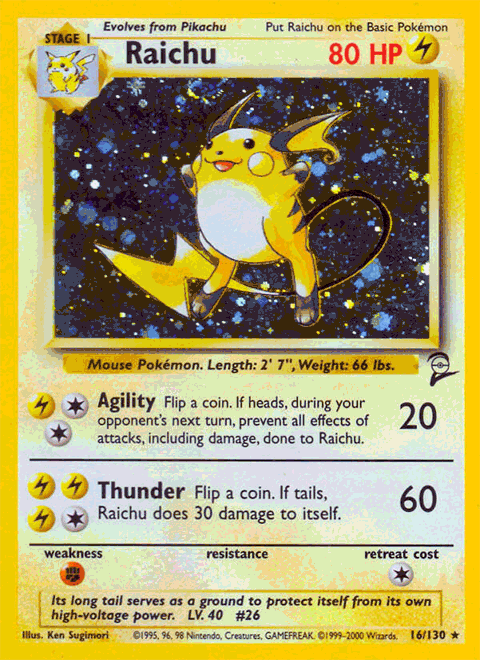 Evolves from Pikachu
Put Raichu on the Basic Pokémon
STAGE 1
Raichu
80 HP
Mouse Pokémon. Length: 2' 7", Weight: 66 lbs.
Agility Flip a coin. If heads, during your
opponent's next turn, prevent all effects of
attacks, including damage, done to Raichu.
20
Thunder Flip a coin. If tails,
Raichu does 30 damage to itself.
60
weakness
resistance
retreat cost
Its long tail serves as a ground to protect itself from its own
high-voltage power. LV. 40 #26
Illus. Ken Sugimori
©1995, 96, 98 Nintendo, Creatures, GAMEFREAK. ©1999-2000 Wizards.
16/130 ★